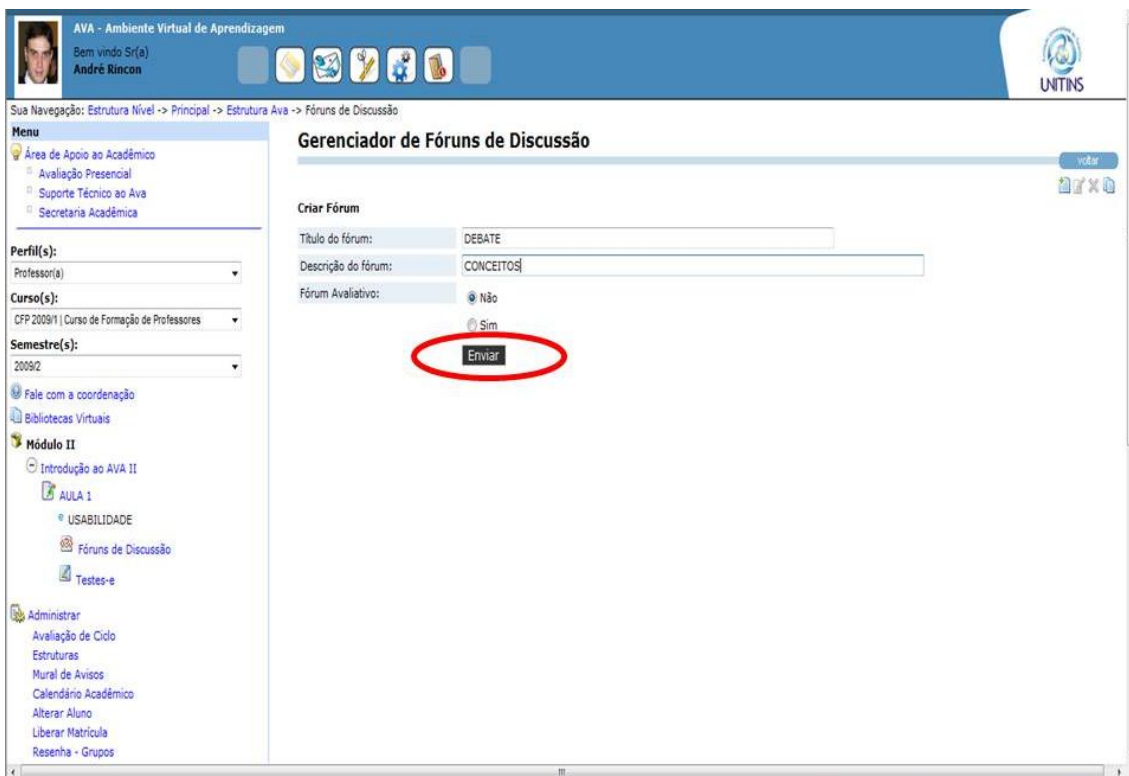 AVA - Ambiente Virtual de Aprendizagem
Bem vindo Sr(a)
André Rincon
UNITINS
Sua Navegação: Estrutura Nível -> Principal -> Estrutura Ava -> Fóruns de Discussão
Menu
Área de Apoio ao Acadêmico
Avaliação Presencial
Suporte Técnico ao Ava
Secretaria Acadêmica
Perfil(s):
Professor(a)
Curso(s):
CFP 2009/1 | Curso de Formação de Professores
Semestre(s):
2009/2
Fale com a coordenação
Bibliotecas Virtuais
Módulo II
Introdução ao AVA II
AULA 1
USABILIDADE
Fóruns de Discussão
Testes-e
Administrar
Avaliação de Ciclo
Estruturas
Mural de Avisos
Calendário Acadêmico
Alterar Aluno
Liberar Matrícula
Resenha - Grupos
Gerenciador de Fóruns de Discussão
voltar
Criar Fórum
Título do fórum: DEBATE
Descrição do fórum: CONCEITOS
Fórum Avaliativo: Não
Sim
Enviar